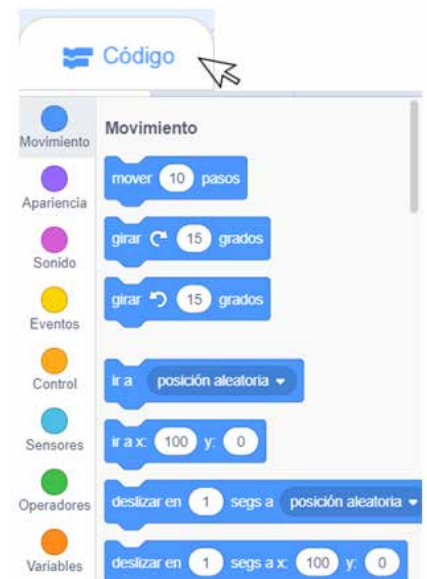 Código
Movimiento
Apariencia
Sonido
Eventos
Control
Sensores
Operadores
Variables
Movimiento
mover 10 pasos
girar 15 grados
girar 15 grados
ir a posición aleatoria
ir a x: 100 y: 0
deslizar en 1 segs a posición aleatoria
deslizar en 1 segs a x: 100 y: 0